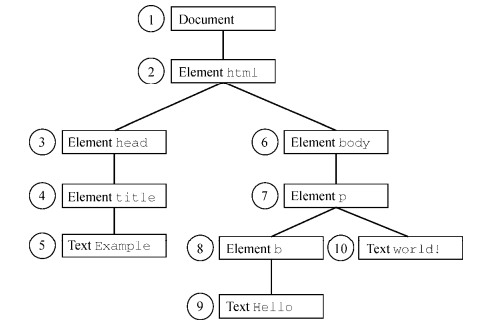 1 Document
2 Element html
3 Element head
6 Element body
4 Element title
7 Element p
5 Text Example
8 Element b
10 Text world!
9 Text Hello